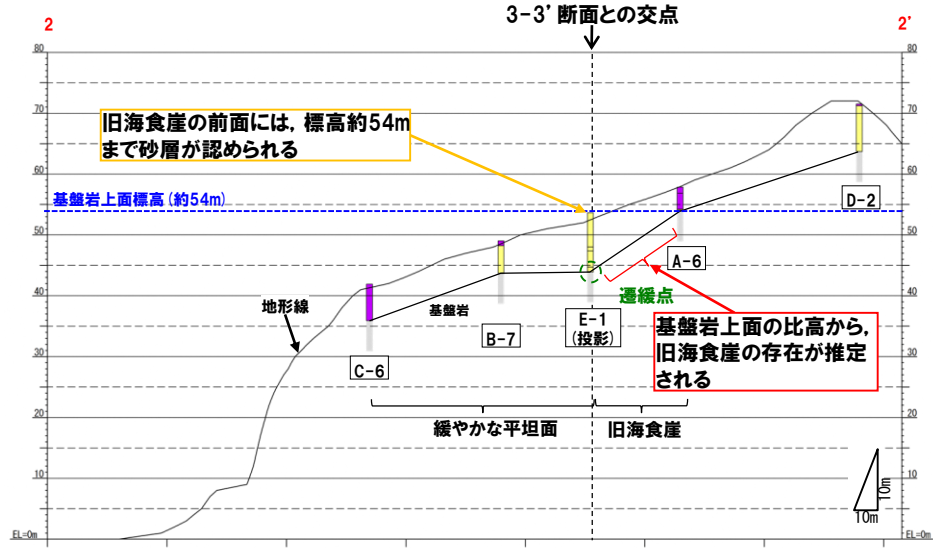 3-3’断面との交点
2
2’
80
80
70
70
旧海食崖の前面には，標高約54m
まで砂層が認められる
60
60
基盤岩上面標高（約54m）
D-2
50
50
A-6
遷緩点
40
40
地形線
基盤岩
E-1
(投影)
B-7
基盤岩上面の比高から，
旧海食崖の存在が推定
される
30
30
C-6
緩やかな平坦面
旧海食崖
20
20
10
10
10m
10m
EL=0m
EL=0m